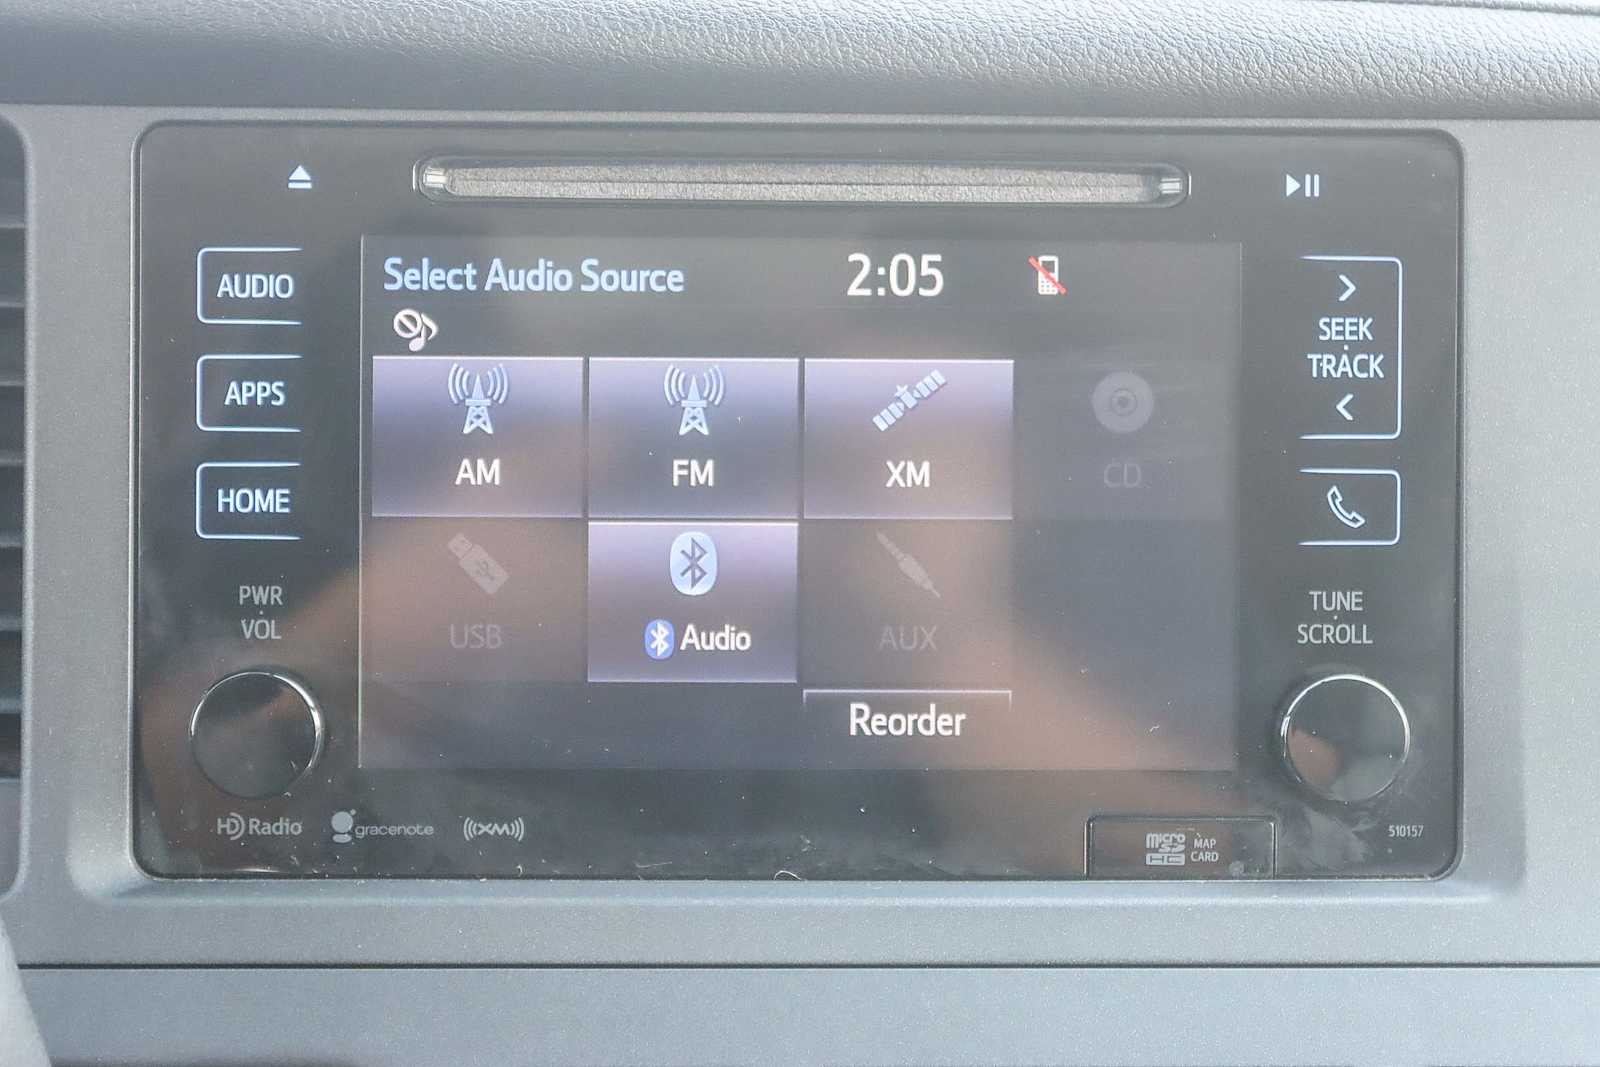 Select Audio Source
2:05
AUDIO
APPS
HOME
PWR
VOL
AM
FM
XM
CD
USB
Audio
AUX
Reorder
SEEK
TRACK
TUNE
SCROLL
HD Radio
gracenote
((XM))
micro
SD
HC
MAP
CARD
510157